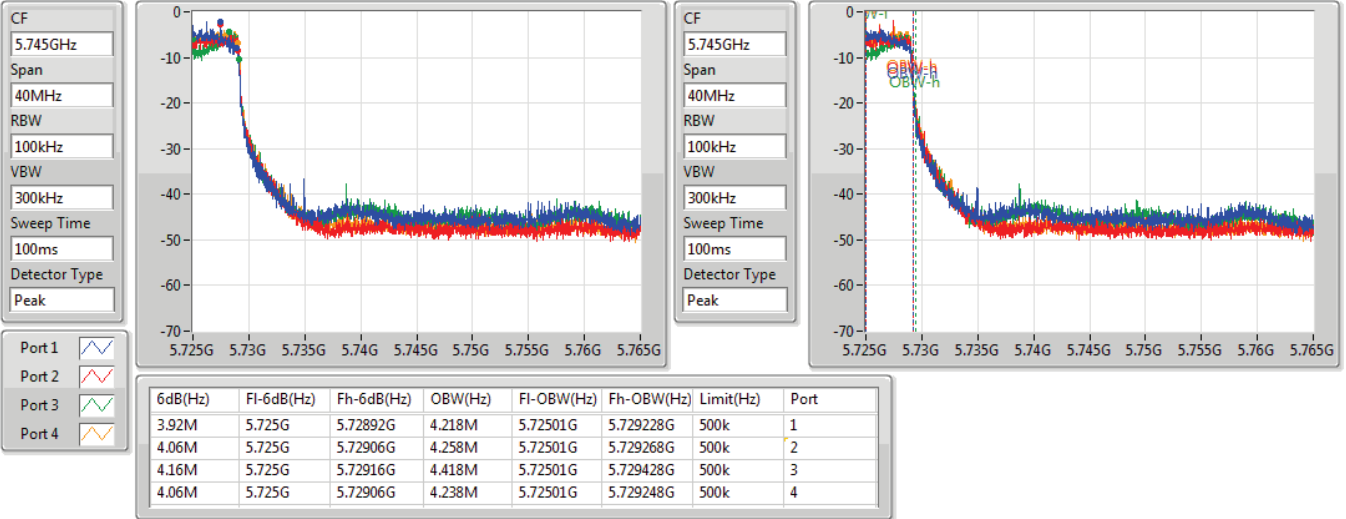 CF
5.745GHz
Span
40MHz
RBW
100kHz
VBW
300kHz
Sweep Time
100ms
Detector Type
Peak
Port 1
Port 2
Port 3
Port 4
0
-10
-20
-30
-40
-50
-60
-70
5.725G 5.73G 5.735G 5.74G 5.745G 5.75G 5.755G 5.76G 5.765G
CF
5.745GHz
Span
40MHz
RBW
100kHz
VBW
300kHz
Sweep Time
100ms
Detector Type
Peak
0
-10
-20
-30
-40
-50
-60
-70
OBW-h
OBW-h
OBW-h
5.725G 5.73G 5.735G 5.74G 5.745G 5.75G 5.755G 5.76G 5.765G
6dB(Hz) Fl-6dB(Hz) Fh-6dB(Hz) OBW(Hz) Fl-OBW(Hz) Fh-OBW(Hz) Limit(Hz) Port
3.92M 5.725G 5.72892G 4.218M 5.72501G 5.729228G 500k 1
4.06M 5.725G 5.72906G 4.258M 5.72501G 5.729268G 500k 2
4.16M 5.725G 5.72916G 4.418M 5.72501G 5.729428G 500k 3
4.06M 5.725G 5.72906G 4.238M 5.72501G 5.729248G 500k 4